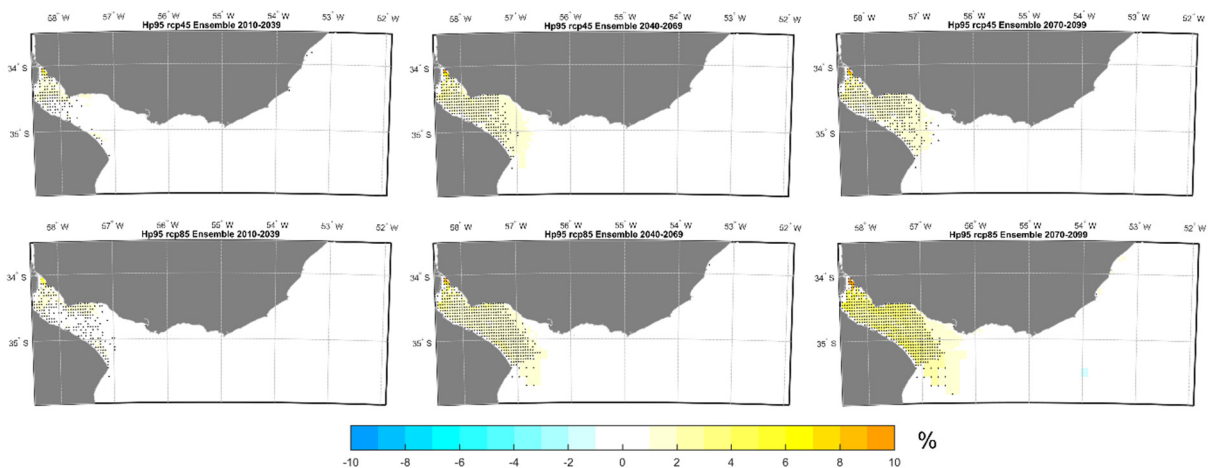 58° W 57° W 56° W 55° W 54° W 53° W 52° W
Hp95 rcp45 Ensemble 2010-2039
34° S
35° S
58° W 57° W 56° W 55° W 54° W 53° W 52° W
Hp95 rcp45 Ensemble 2040-2069
34° S
35° S
58° W 57° W 56° W 55° W 54° W 53° W 52° W
Hp95 rcp45 Ensemble 2070-2099
34° S
35° S
58° W 57° W 56° W 55° W 54° W 53° W 52° W
Hp95 rcp85 Ensemble 2010-2039
34° S
35° S
58° W 57° W 56° W 55° W 54° W 53° W 52° W
Hp95 rcp85 Ensemble 2040-2069
34° S
35° S
58° W 57° W 56° W 55° W 54° W 53° W 52° W
Hp95 rcp85 Ensemble 2070-2099
34° S
35° S
%
-10 -8 -6 -4 -2 0 2 4 6 8 10